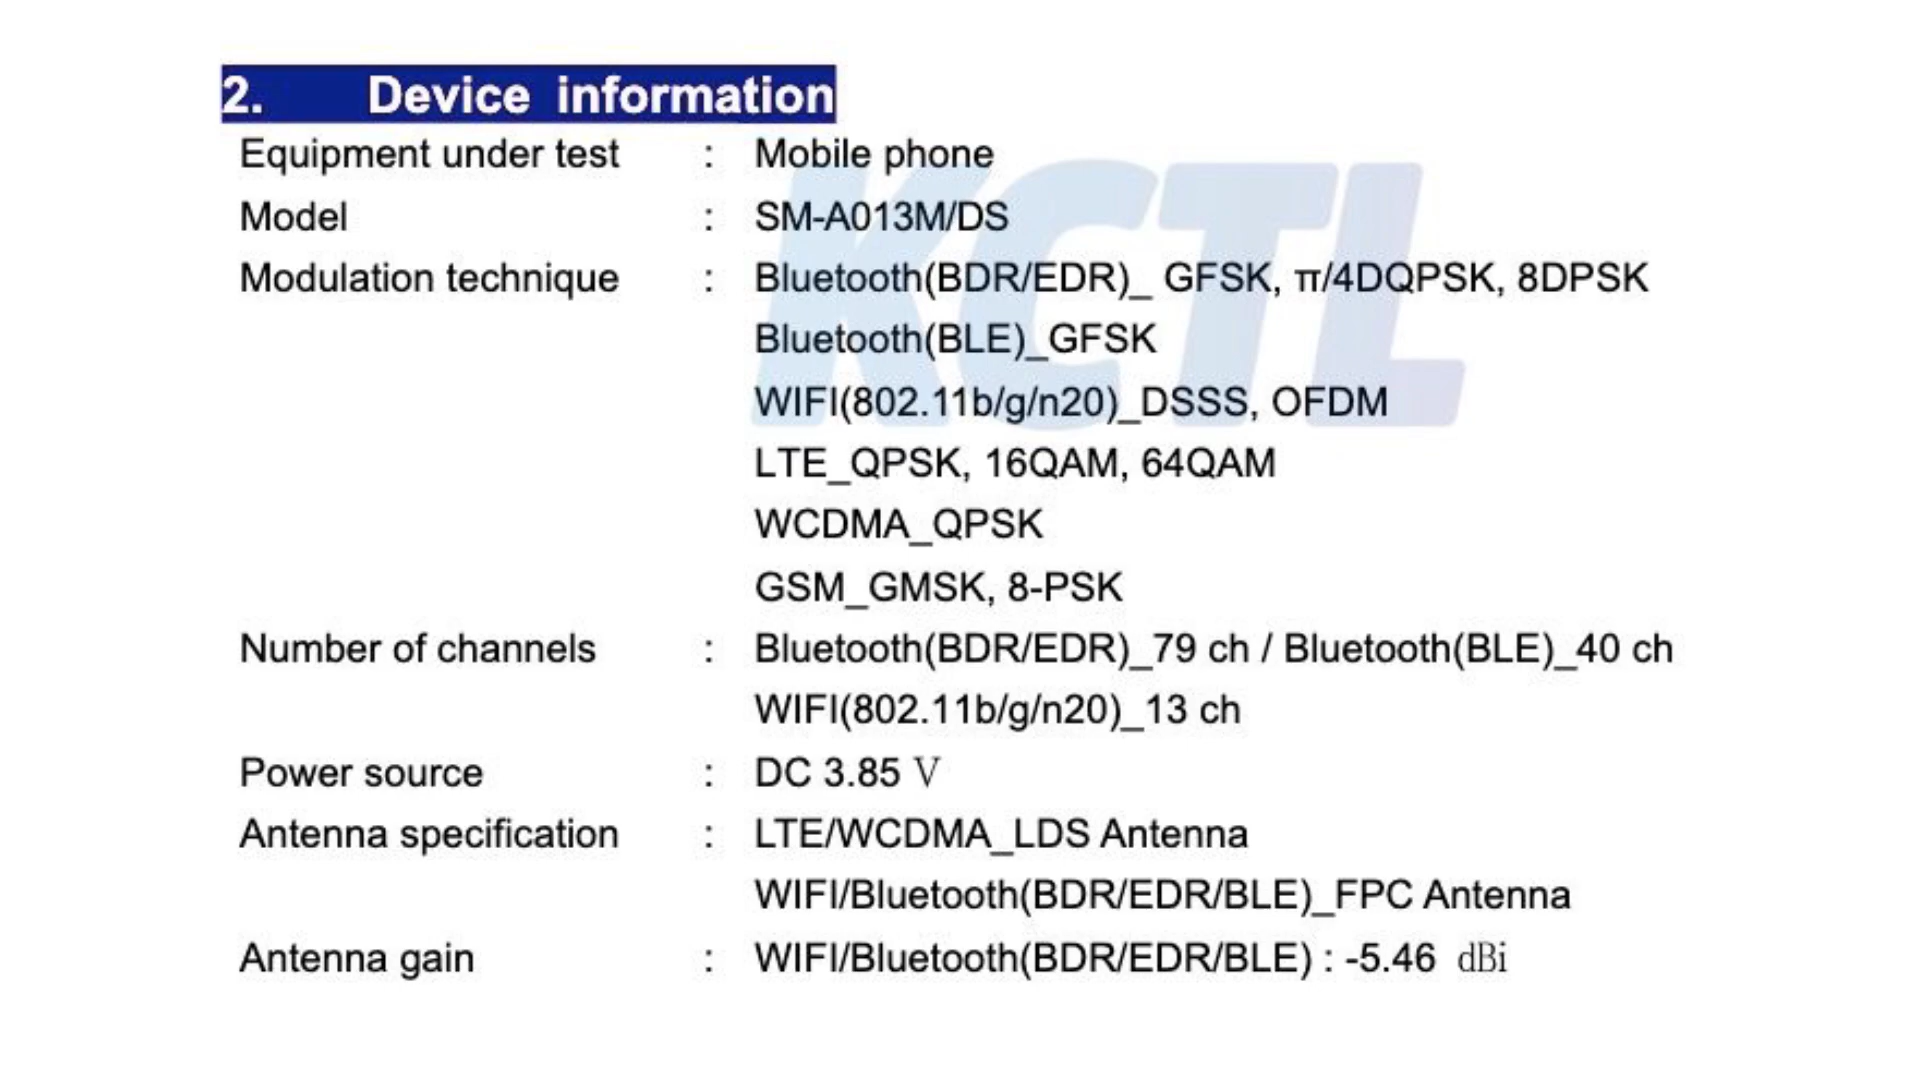 2. Device information
Equipment under test : Mobile phone
Model : SM-A013M/DS
Modulation technique : Bluetooth(BDR/EDR)_ GFSK, π/4DQPSK, 8DPSK
Bluetooth(BLE)_GFSK
WIFI(802.11b/g/n20)_DSSS, OFDM
LTE_QPSK, 16QAM, 64QAM
WCDMA_QPSK
GSM_GMSK, 8-PSK
Number of channels : Bluetooth(BDR/EDR)_79 ch / Bluetooth(BLE)_40 ch
WIFI(802.11b/g/n20)_13 ch
Power source : DC 3.85 V
Antenna specification : LTE/WCDMA_LDS Antenna
WIFI/Bluetooth(BDR/EDR/BLE)_FPC Antenna
Antenna gain : WIFI/Bluetooth(BDR/EDR/BLE) : -5.46 dBi
KCTL